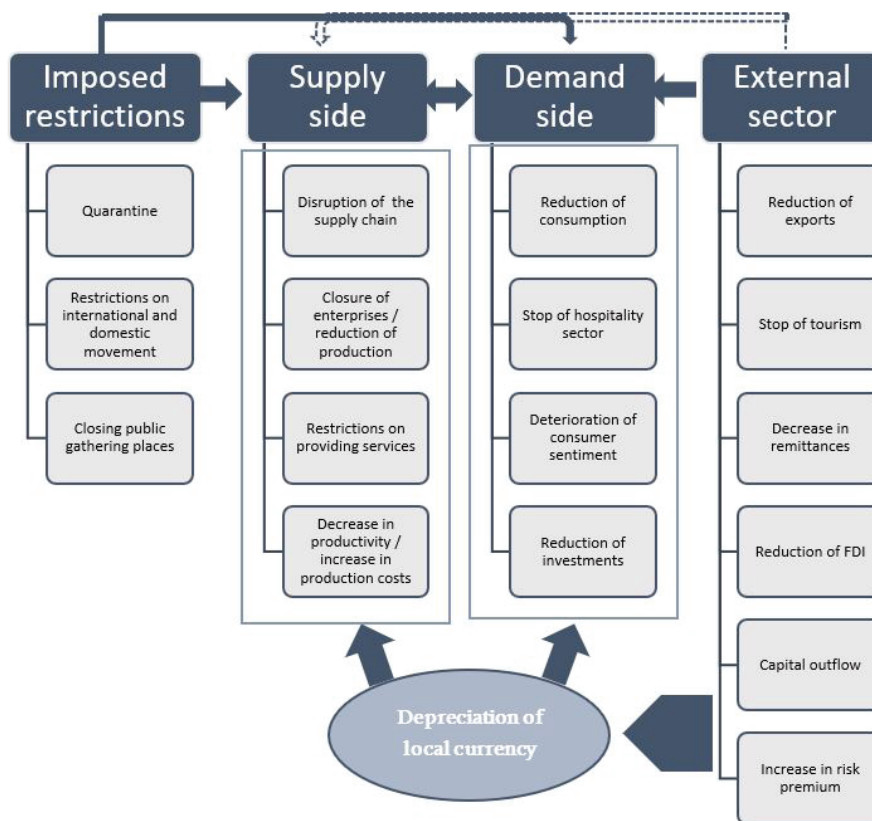 Imposed
restrictions
Quarantine
Restrictions on
international and
domestic
movement
Closing public
gathering places
Supply
side
Disruption of the
supply chain
Closure of
enterprises /
reduction of
production
Restrictions on
providing services
Decrease in
productivity /
increase in
production costs
Demand
side
Reduction of
consumption
Stop of hospitality
sector
Deterioration of
consumer
sentiment
Reduction of
investments
External
sector
Reduction of
exports
Stop of tourism
Decrease in
remittances
Reduction of FDI
Capital outflow
Increase in risk
premium
Depreciation of
local currency